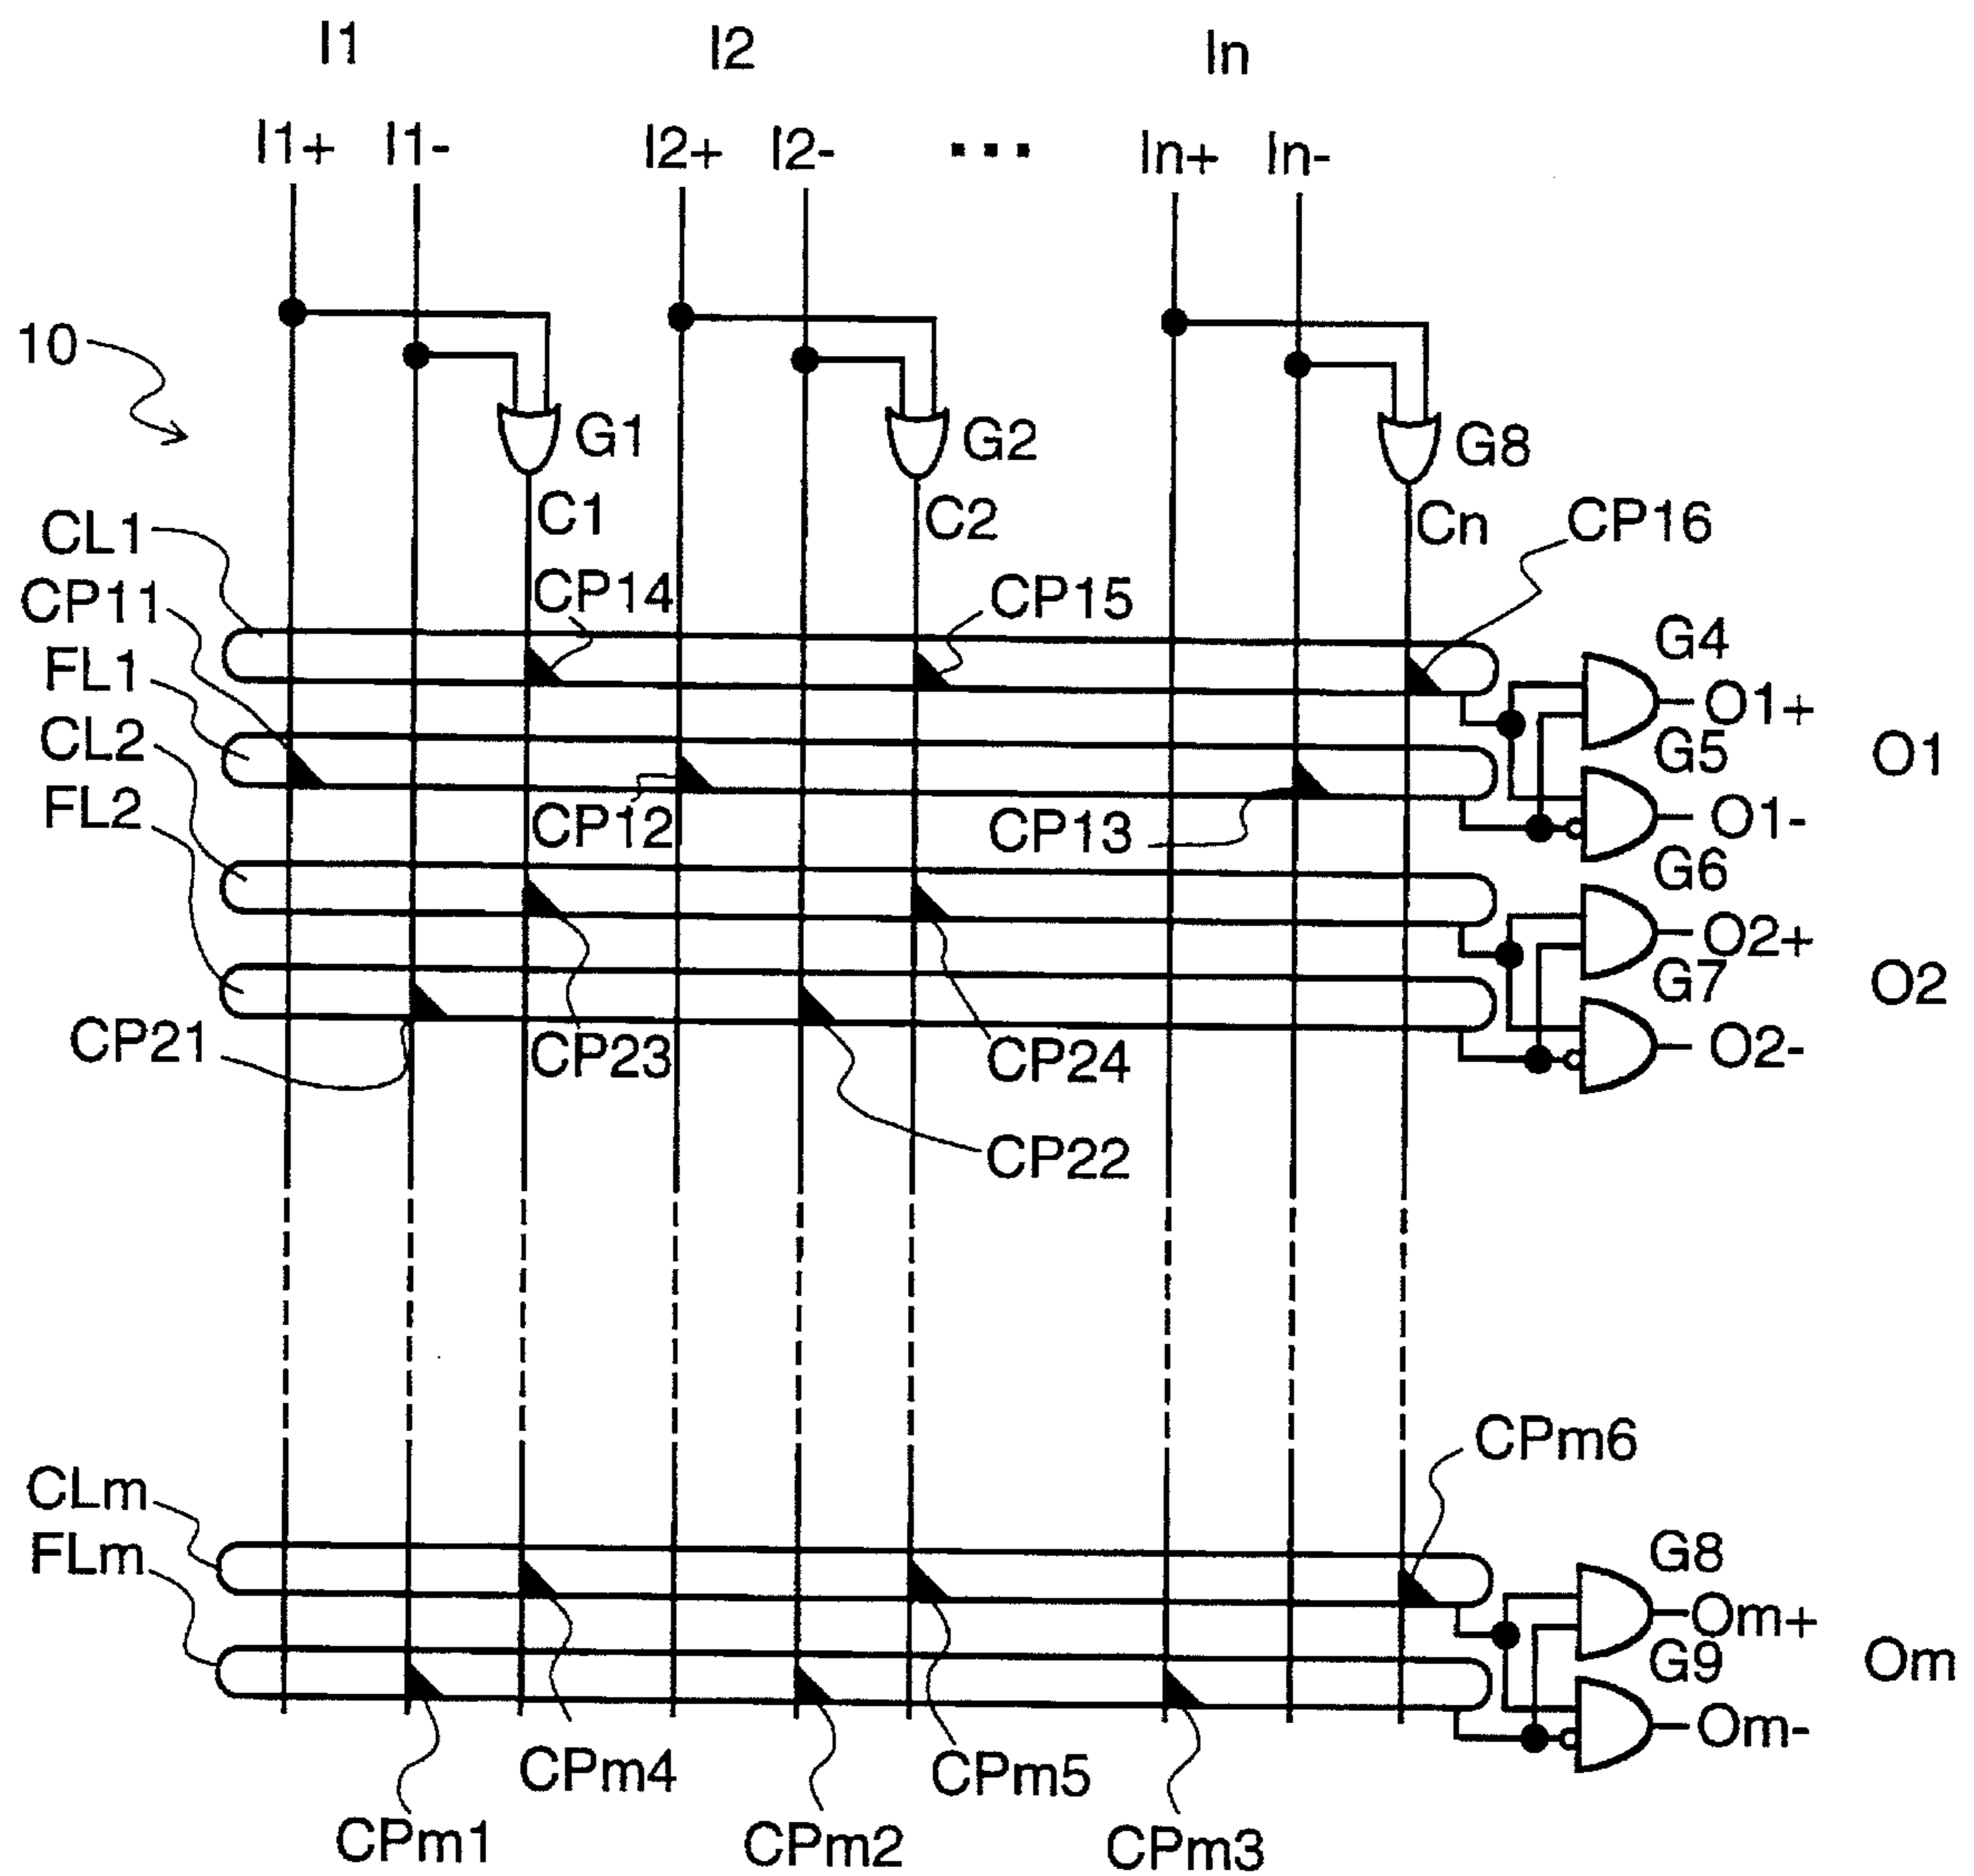 I1 I2 In
I1+ I1- I2+ I2- ... In+ In-
10
G1 G2 G8
C1 C2 Cn
CP16
CL1
CP14 CP15
CP11
FL1
G4
O1+
CL2
G5
O1
FL2
CP12 CP13
O1-
G6
O2+
G7
O2
CP21
CP23 CP24
O2-
CP22
CPm6
CLm
FLm
G8
Om+
G9
Om
Om-
CPm4 CPm5
CPm1 CPm2 CPm3